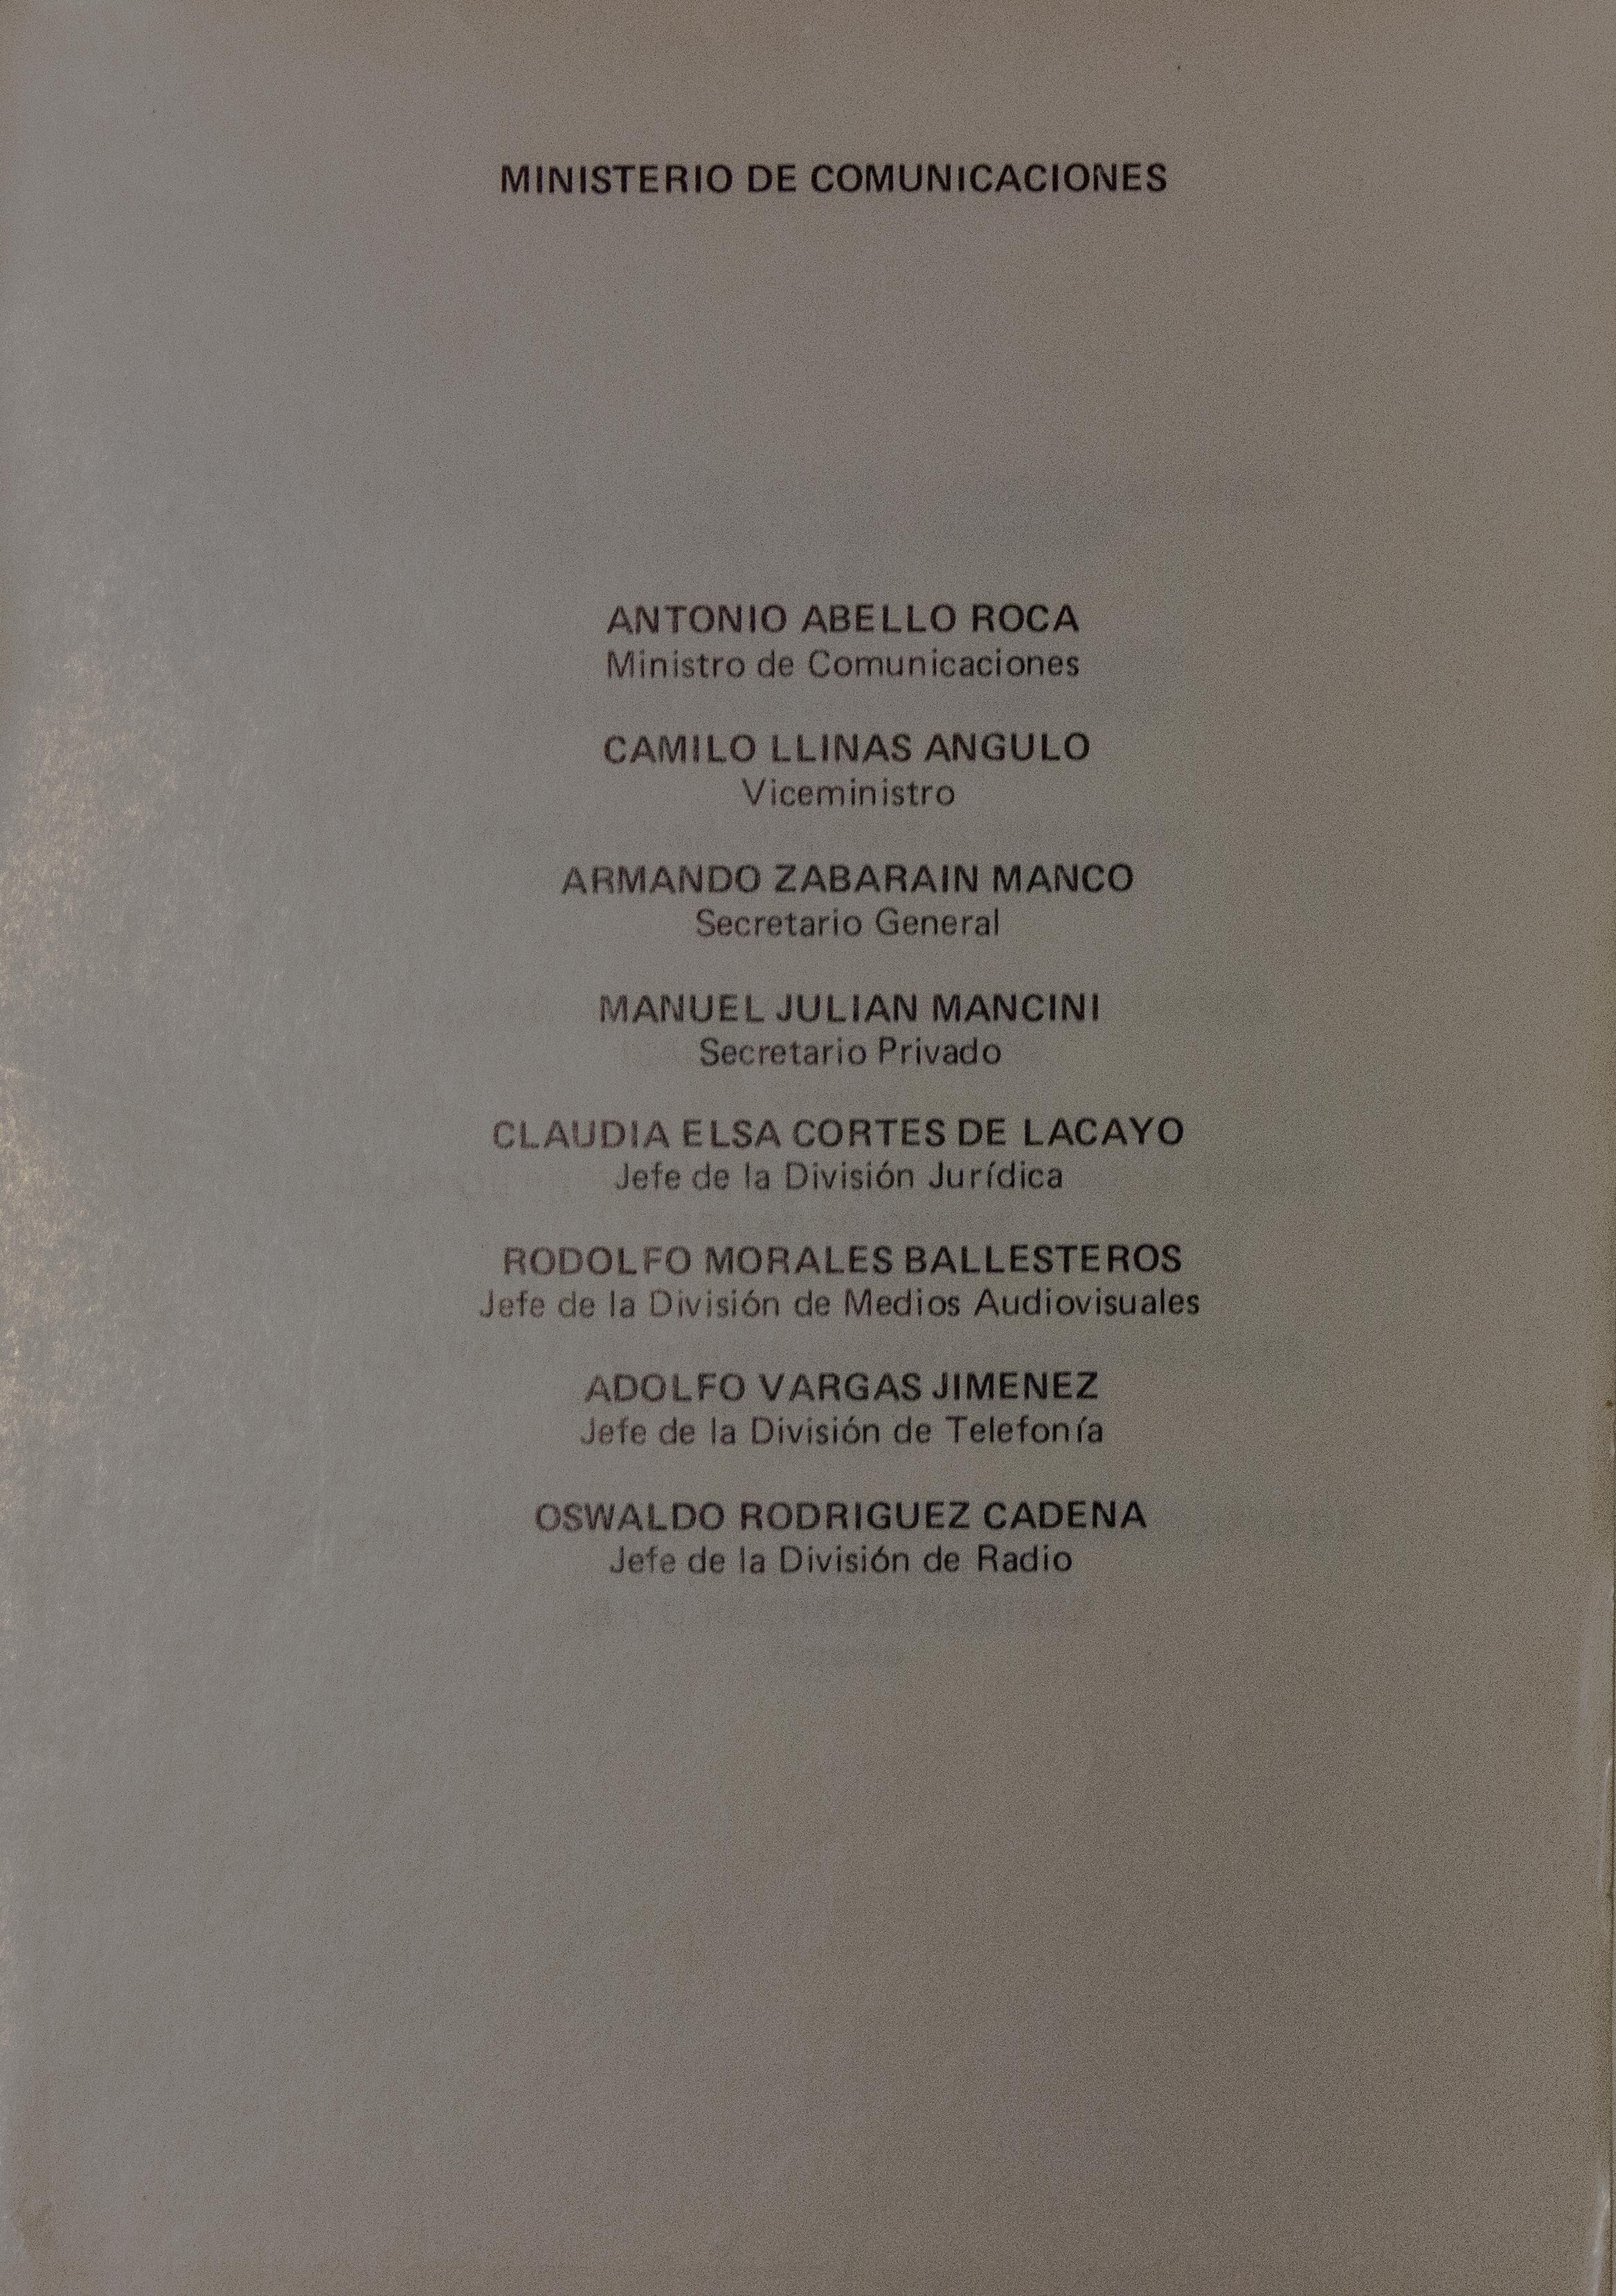 MINISTERIO DE COMUNICACIONES
ANTONIO ABELLO ROCA
Ministro de Comunicaciones
CAMILO LLINAS ANGULO
Viceministro
ARMANDO ZABARAIN MANCO
Secretario General
MANUEL JULIAN MANCINI
Secretario Privado
CLAUDIA ELSA CORTES DE LACAYO
Jefe de la División Jurídica
RODOLFO MORALES BALLESTEROS
Jefe de la División de Medios Audiovisuales
ADOLFO VARGAS JIMENEZ
Jefe de la División de Telefonía
OSWALDO RODRIGUEZ CADENA
Jefe de la División de Radio